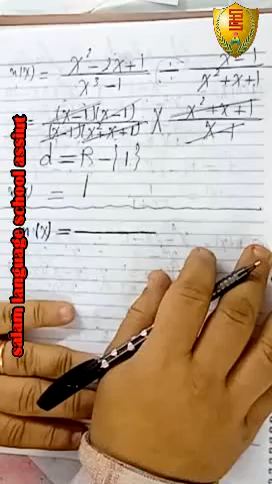 n(x) = (x² - 2x + 1)/(x³ - 1) ÷ (x - 1)/(x² + x + 1)
= ((x-1)(x-1))/((x-1)(x²+x+1)) × (x² + x + 1)/(x-1)
d = R - {1}
= 1
n(x) =
salam language school assiut